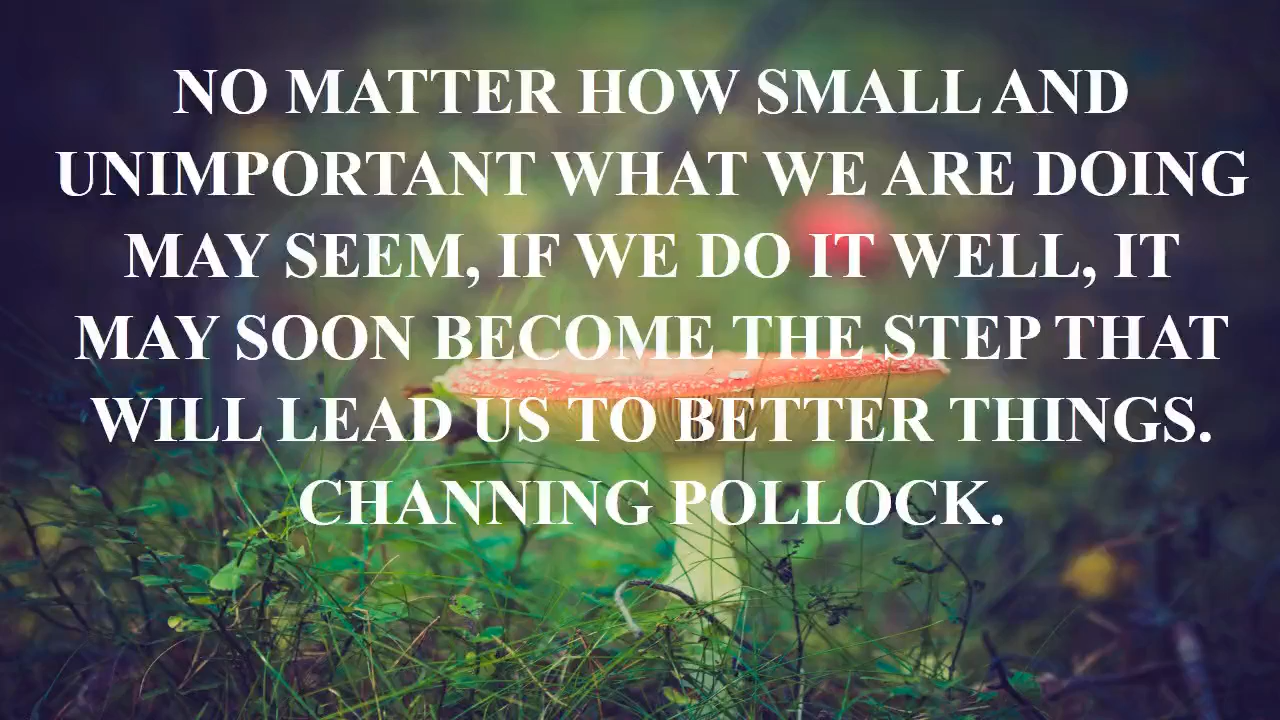 NO MATTER HOW SMALL AND
UNIMPORTANT WHAT WE ARE DOING
MAY SEEM, IF WE DO IT WELL, IT
MAY SOON BECOME THE STEP THAT
WILL LEAD US TO BETTER THINGS.
CHANNING POLLOCK.